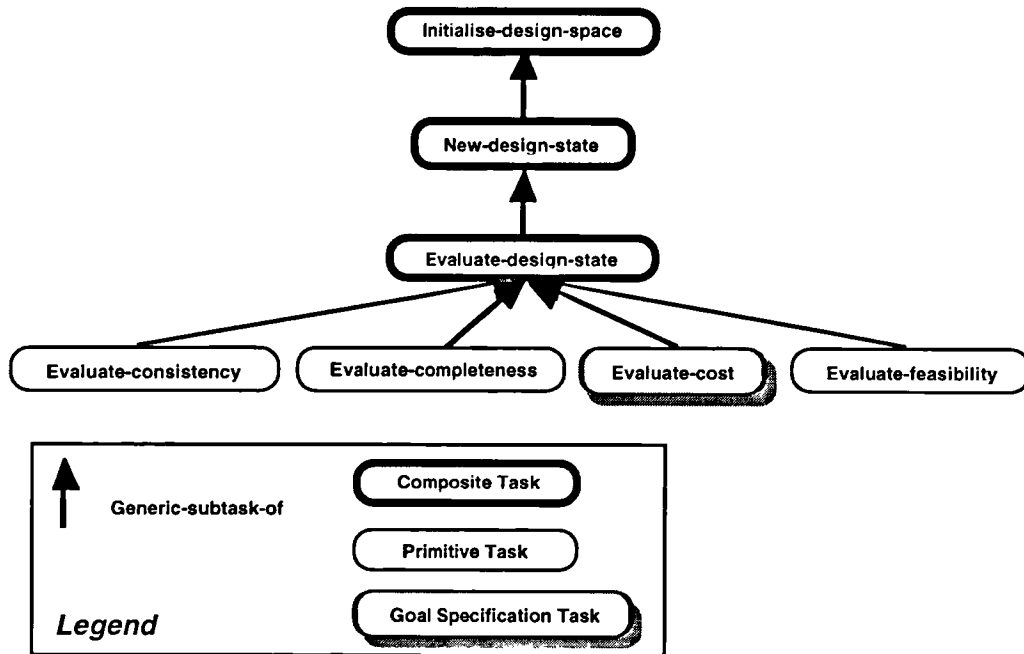 Initialise-design-space
New-design-state
Evaluate-design-state
Evaluate-consistency
Evaluate-completeness
Evaluate-cost
Evaluate-feasibility
Generic-subtask-of
Composite Task
Primitive Task
Goal Specification Task
Legend